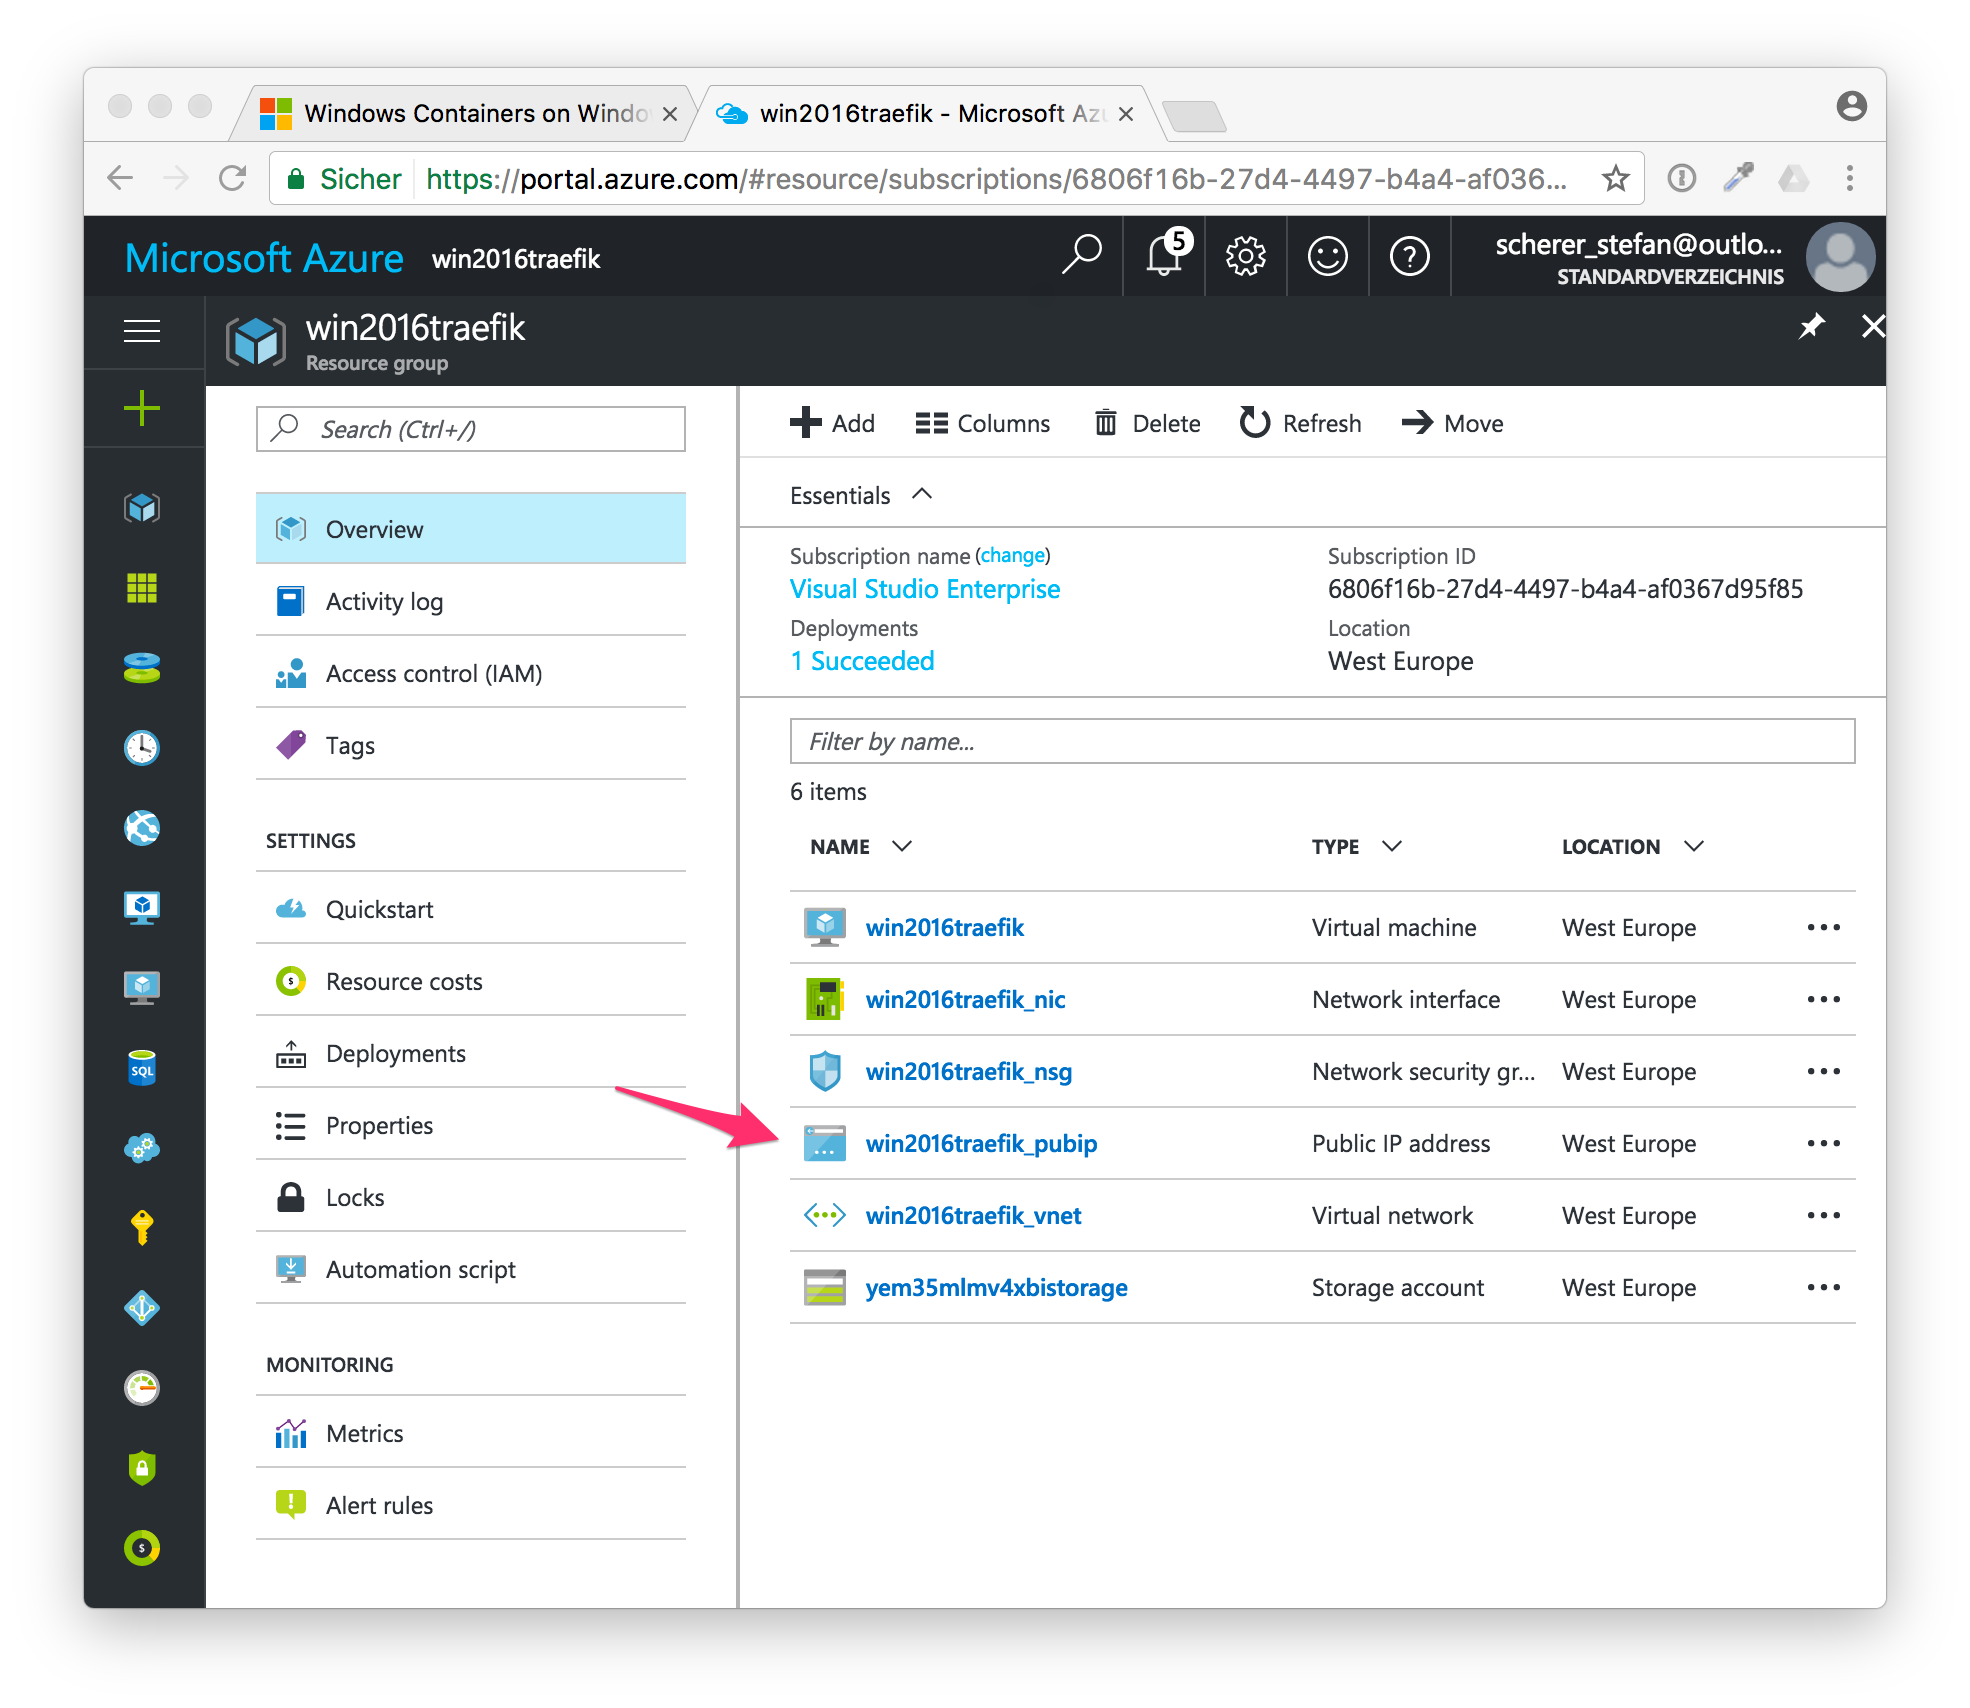 Windows Containers on Windo
win2016traefik - Microsoft Az
Sicher https://portal.azure.com/#resource/subscriptions/6806f16b-27d4-4497-b4a4-af036...
Microsoft Azure win2016traefik
5
scherer_stefan@outlo...
STANDARDVERZEICHNIS
win2016traefik
Resource group
Search (Ctrl+/)
Overview
Activity log
Access control (IAM)
Tags
SETTINGS
Quickstart
Resource costs
Deployments
Properties
Locks
Automation script
MONITORING
Metrics
Alert rules
SQL
Add Columns Delete Refresh Move
Essentials
Subscription name (change)
Visual Studio Enterprise
Deployments
1 Succeeded
Subscription ID
6806f16b-27d4-4497-b4a4-af0367d95f85
Location
West Europe
Filter by name...
6 items
NAME TYPE LOCATION
win2016traefik Virtual machine West Europe
win2016traefik_nic Network interface West Europe
win2016traefik_nsg Network security gr... West Europe
win2016traefik_pubip Public IP address West Europe
win2016traefik_vnet Virtual network West Europe
yem35mlmv4xbistorage Storage account West Europe